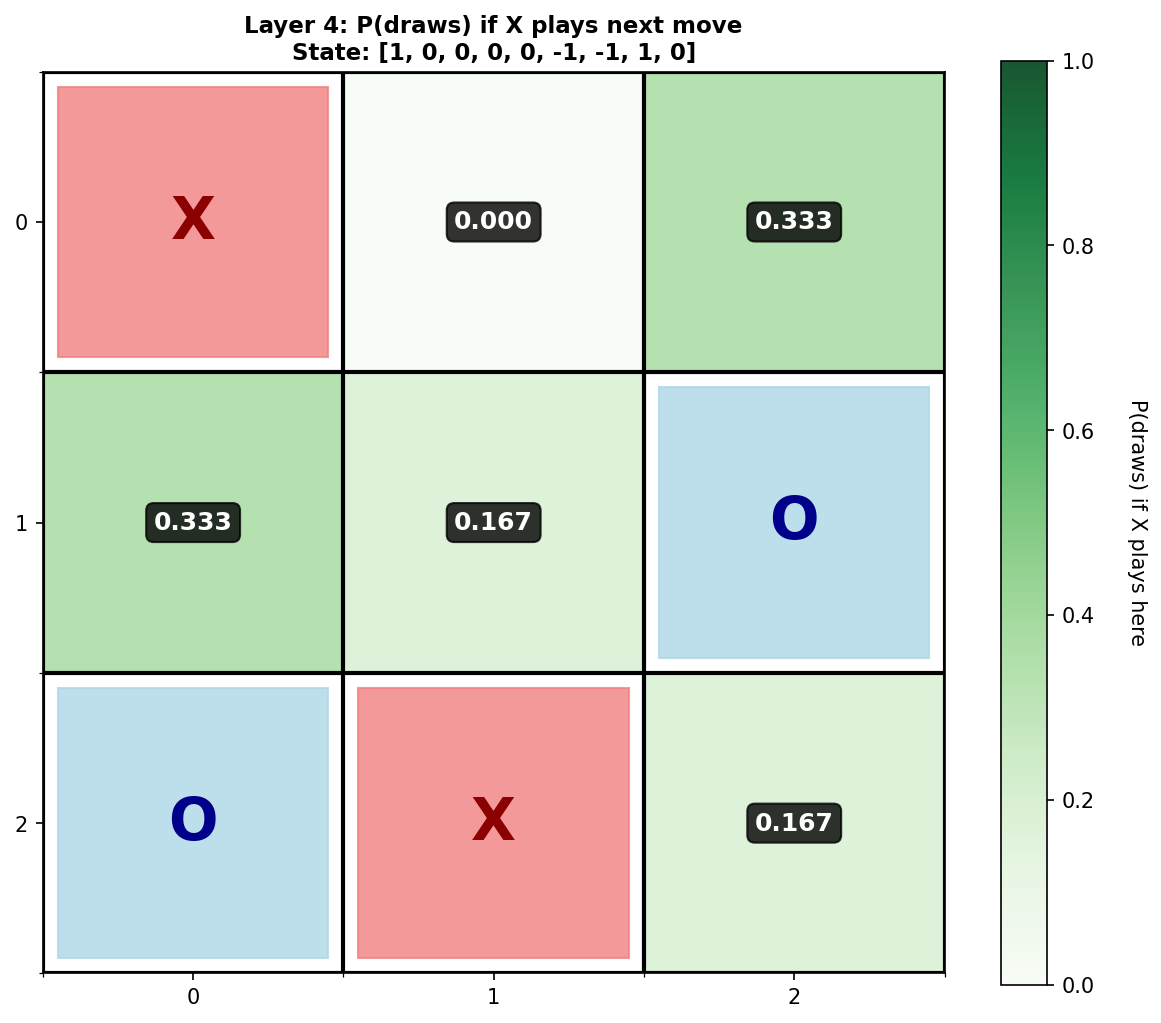 Layer 4: P(draws) if X plays next move
State: [1, 0, 0, 0, 0, -1, -1, 1, 0]
X
0.000
0.333
0.333
0.167
O
O
X
0.167
0
1
2
0
1
2
1.0
0.8
0.6
0.4
0.2
0.0
P(draws) if X plays here